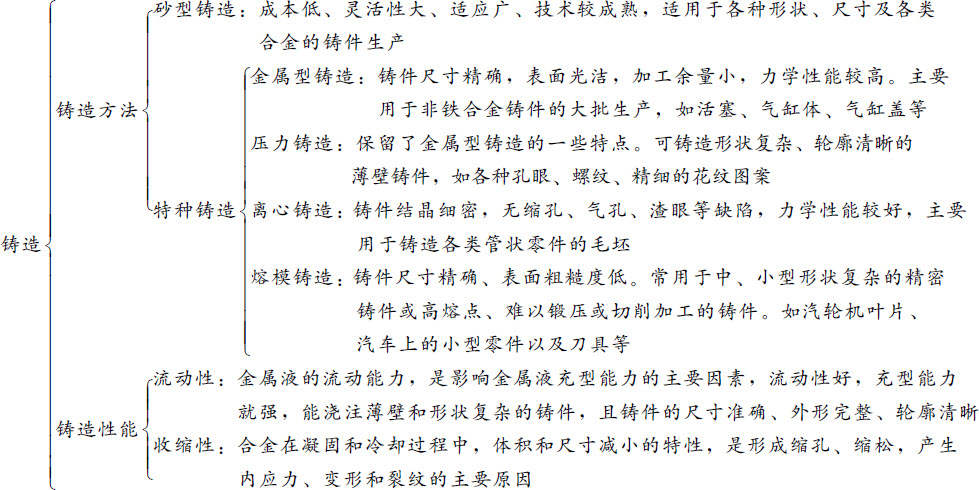 砂型铸造：成本低、灵活性大、适应广、技术较成熟，适用于各种形状、尺寸及各类
合金的铸件生产
金属型铸造：铸件尺寸精确，表面光洁，加工余量小，力学性能较高。主要
铸造方法
用于非铁合金铸件的大批生产，如活塞、气缸体、气缸盖等
压力铸造：保留了金属型铸造的一些特点。可铸造形状复杂、轮廓清晰的
薄壁铸件，如各种孔眼、螺纹、精细的花纹图案
特种铸造
离心铸造：铸件结晶细密，无缩孔、气孔、渣眼等缺陷，力学性能较好，主要
铸造
用于铸造各类管状零件的毛坯
熔模铸造：铸件尺寸精确、表面粗糙度低。常用于中、小型形状复杂的精密
铸件或高熔点、难以锻压或切削加工的铸件。如汽轮机叶片、
汽车上的小型零件以及刀具等
流动性：金属液的流动能力，是影响金属液充型能力的主要因素，流动性好，充型能力
就强，能浇注薄壁和形状复杂的铸件，且铸件的尺寸准确、外形完整、轮廓清晰
铸造性能
收缩性：合金在凝固和冷却过程中，体积和尺寸减小的特性，是形成缩孔、缩松，产生
内应力、变形和裂纹的主要原因